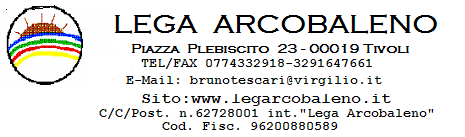 LEGA ARCOBALENO
PIAZZA PLEBISCITO 23-00019 TIVOLI
TEL/FAX 0774332918-3291647661
E-Mail: brunotescari@virgilio.it
Sito:www.legarcobaleno.it
C/C/Post. n.62728001 int."Lega Arcobaleno"
Cod. Fisc. 96200880589